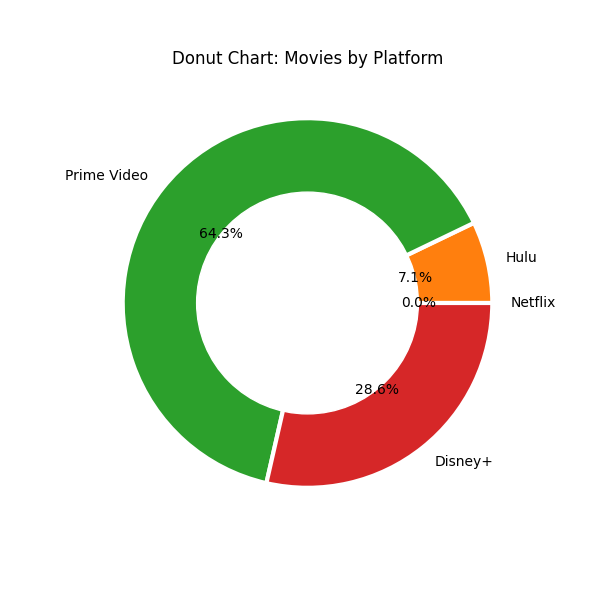 Donut Chart: Movies by Platform
Prime Video
64.3%
Hulu
7.1%
0.0%
Netflix
28.6%
Disney+